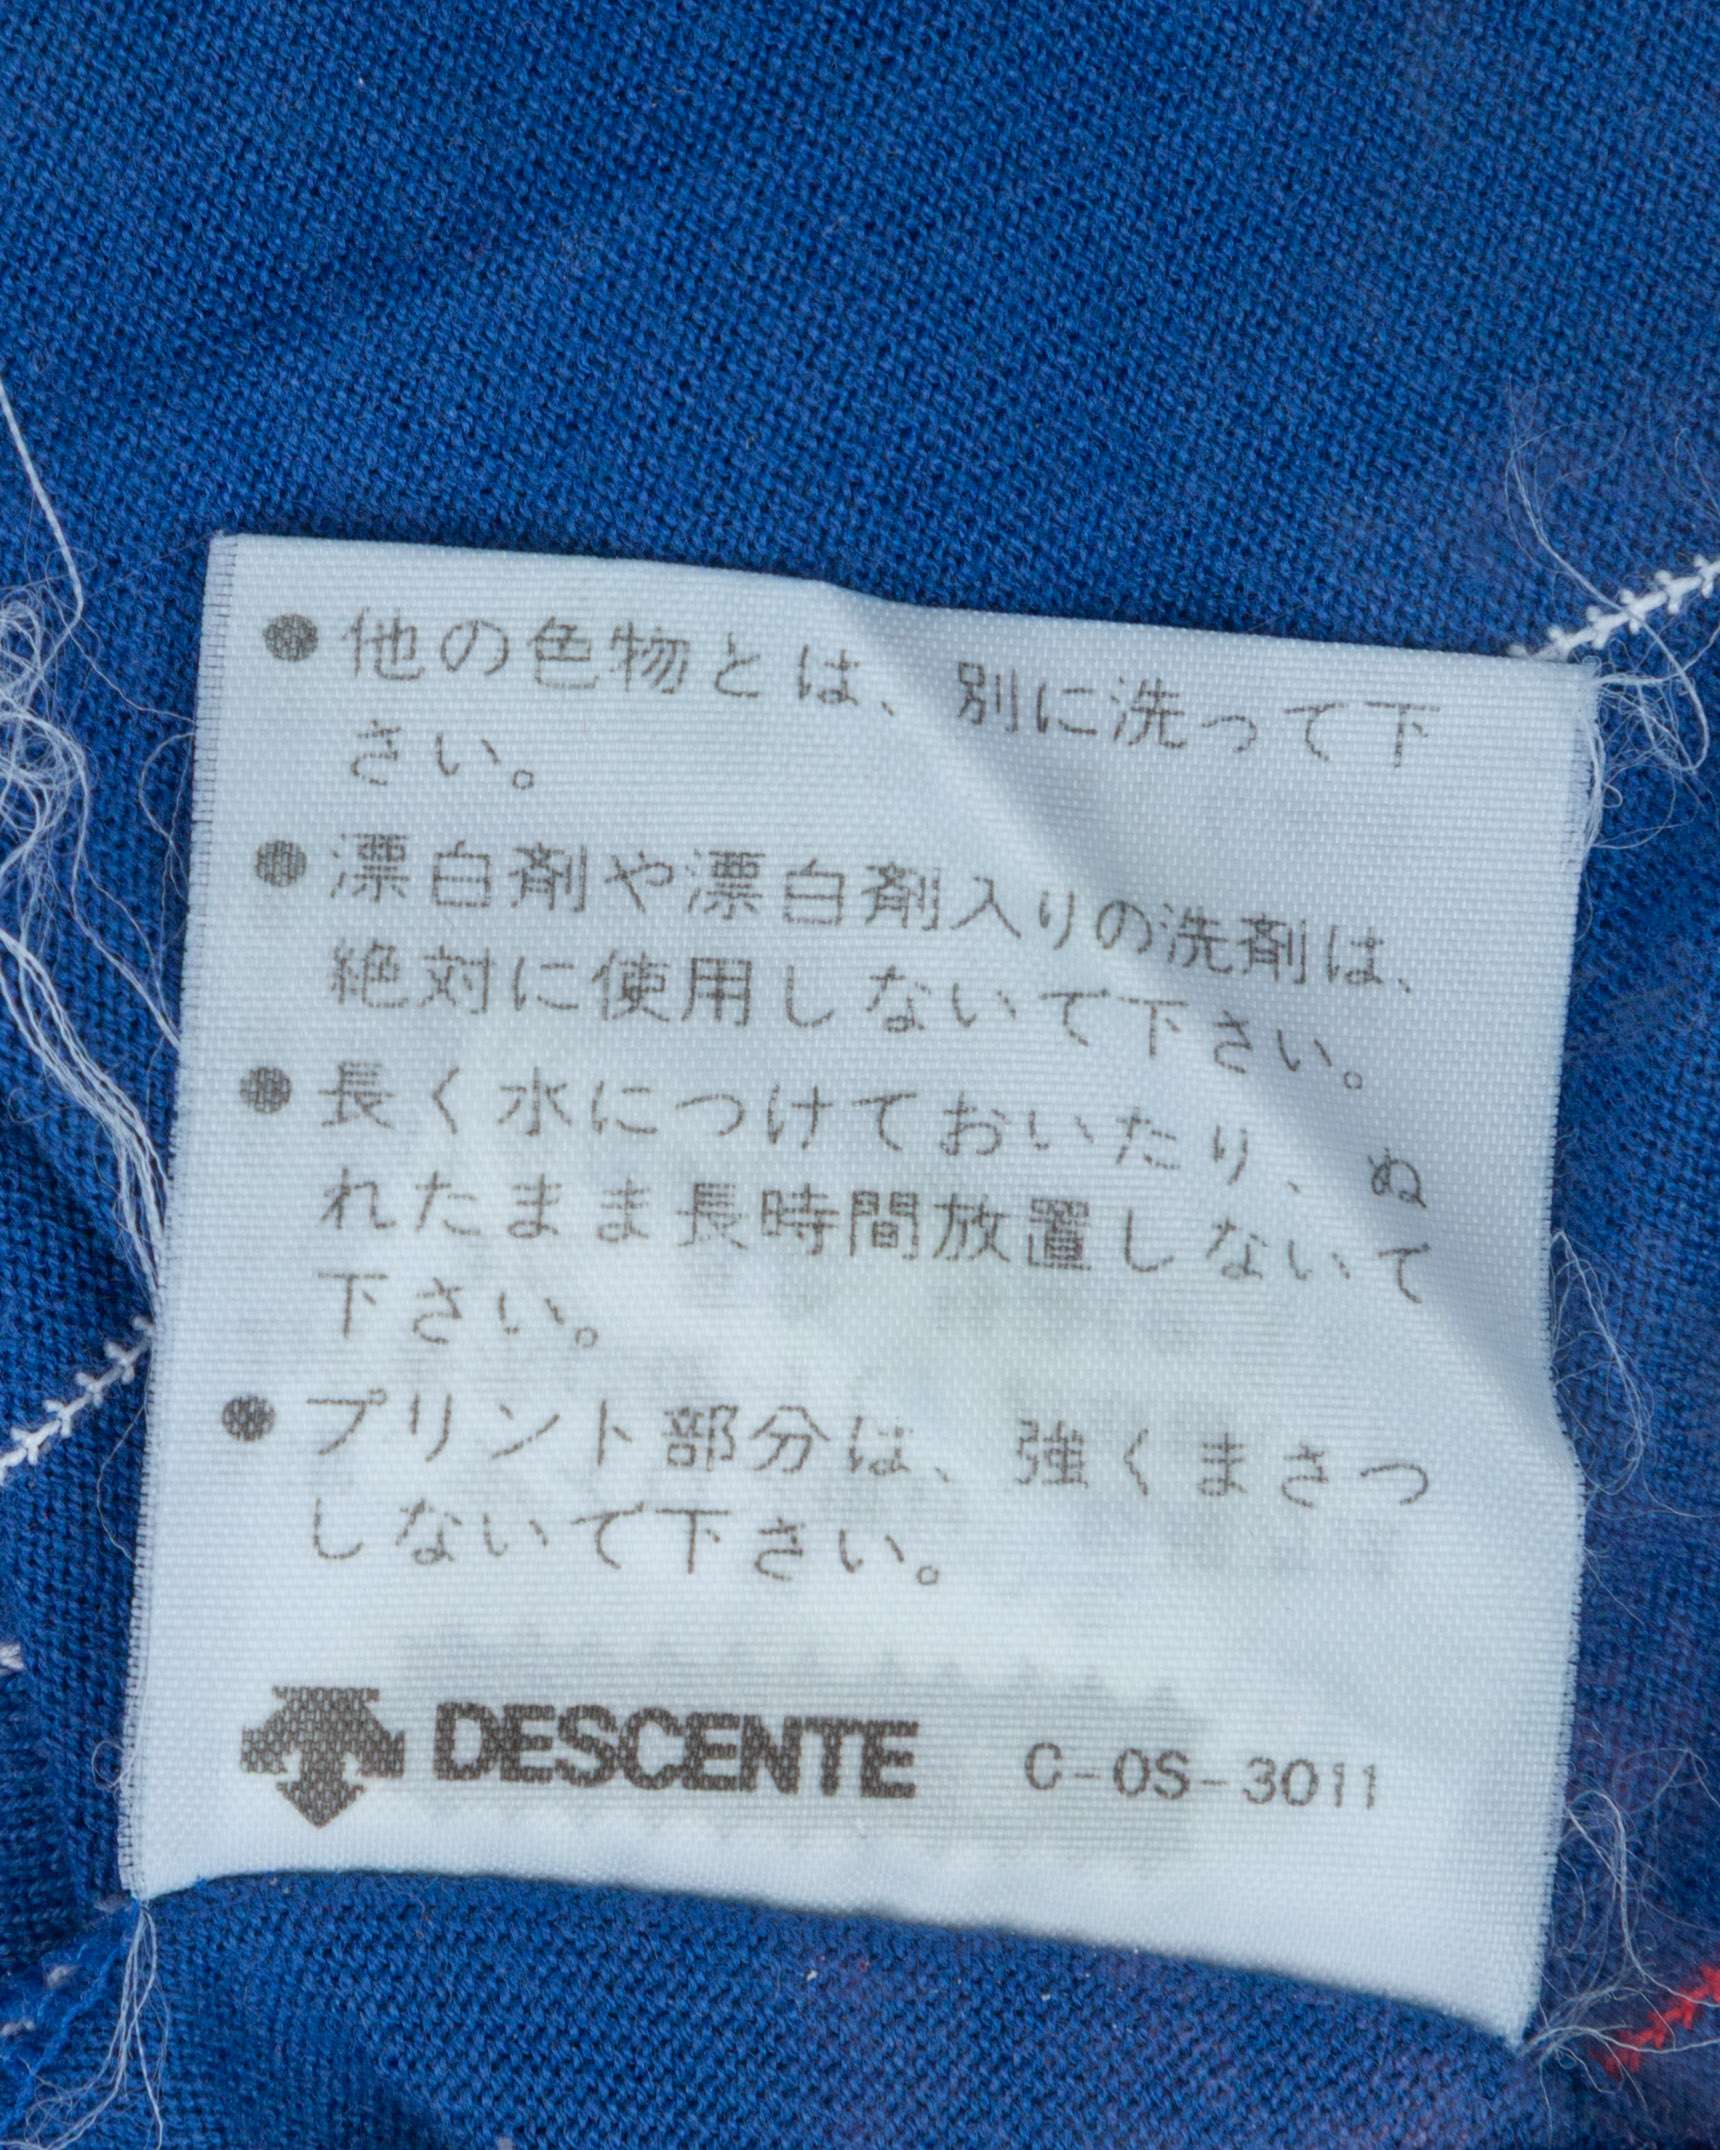 ●他の色物とは、別に洗って下
さい。
●漂白剤や漂白剤入りの洗剤は、
絶対に使用しないで下さい。
●長く水につけておいたり、ぬ
れたまま長時間放置しないで
下さい。
●プリント部分は、強くまさつ
しないで下さい。
DESCENTE C-OS-3011